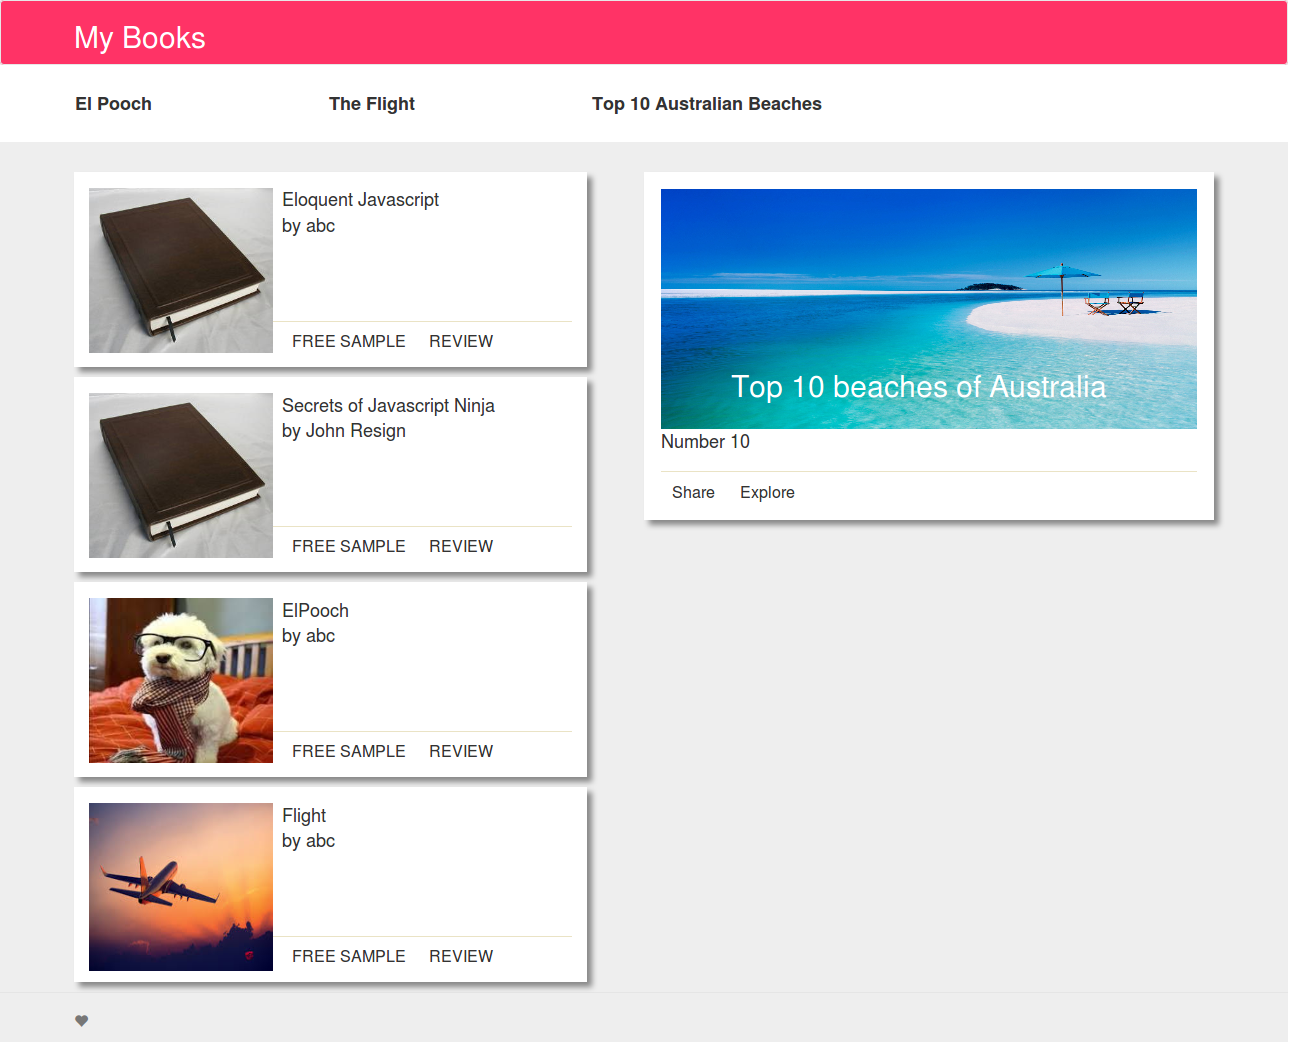 My Books
El Pooch
The Flight
Top 10 Australian Beaches
Eloquent Javascript
by abc
FREE SAMPLE REVIEW
Secrets of Javascript Ninja
by John Resign
FREE SAMPLE REVIEW
ElPooch
by abc
FREE SAMPLE REVIEW
Flight
by abc
FREE SAMPLE REVIEW
Top 10 beaches of Australia
Number 10
Share Explore